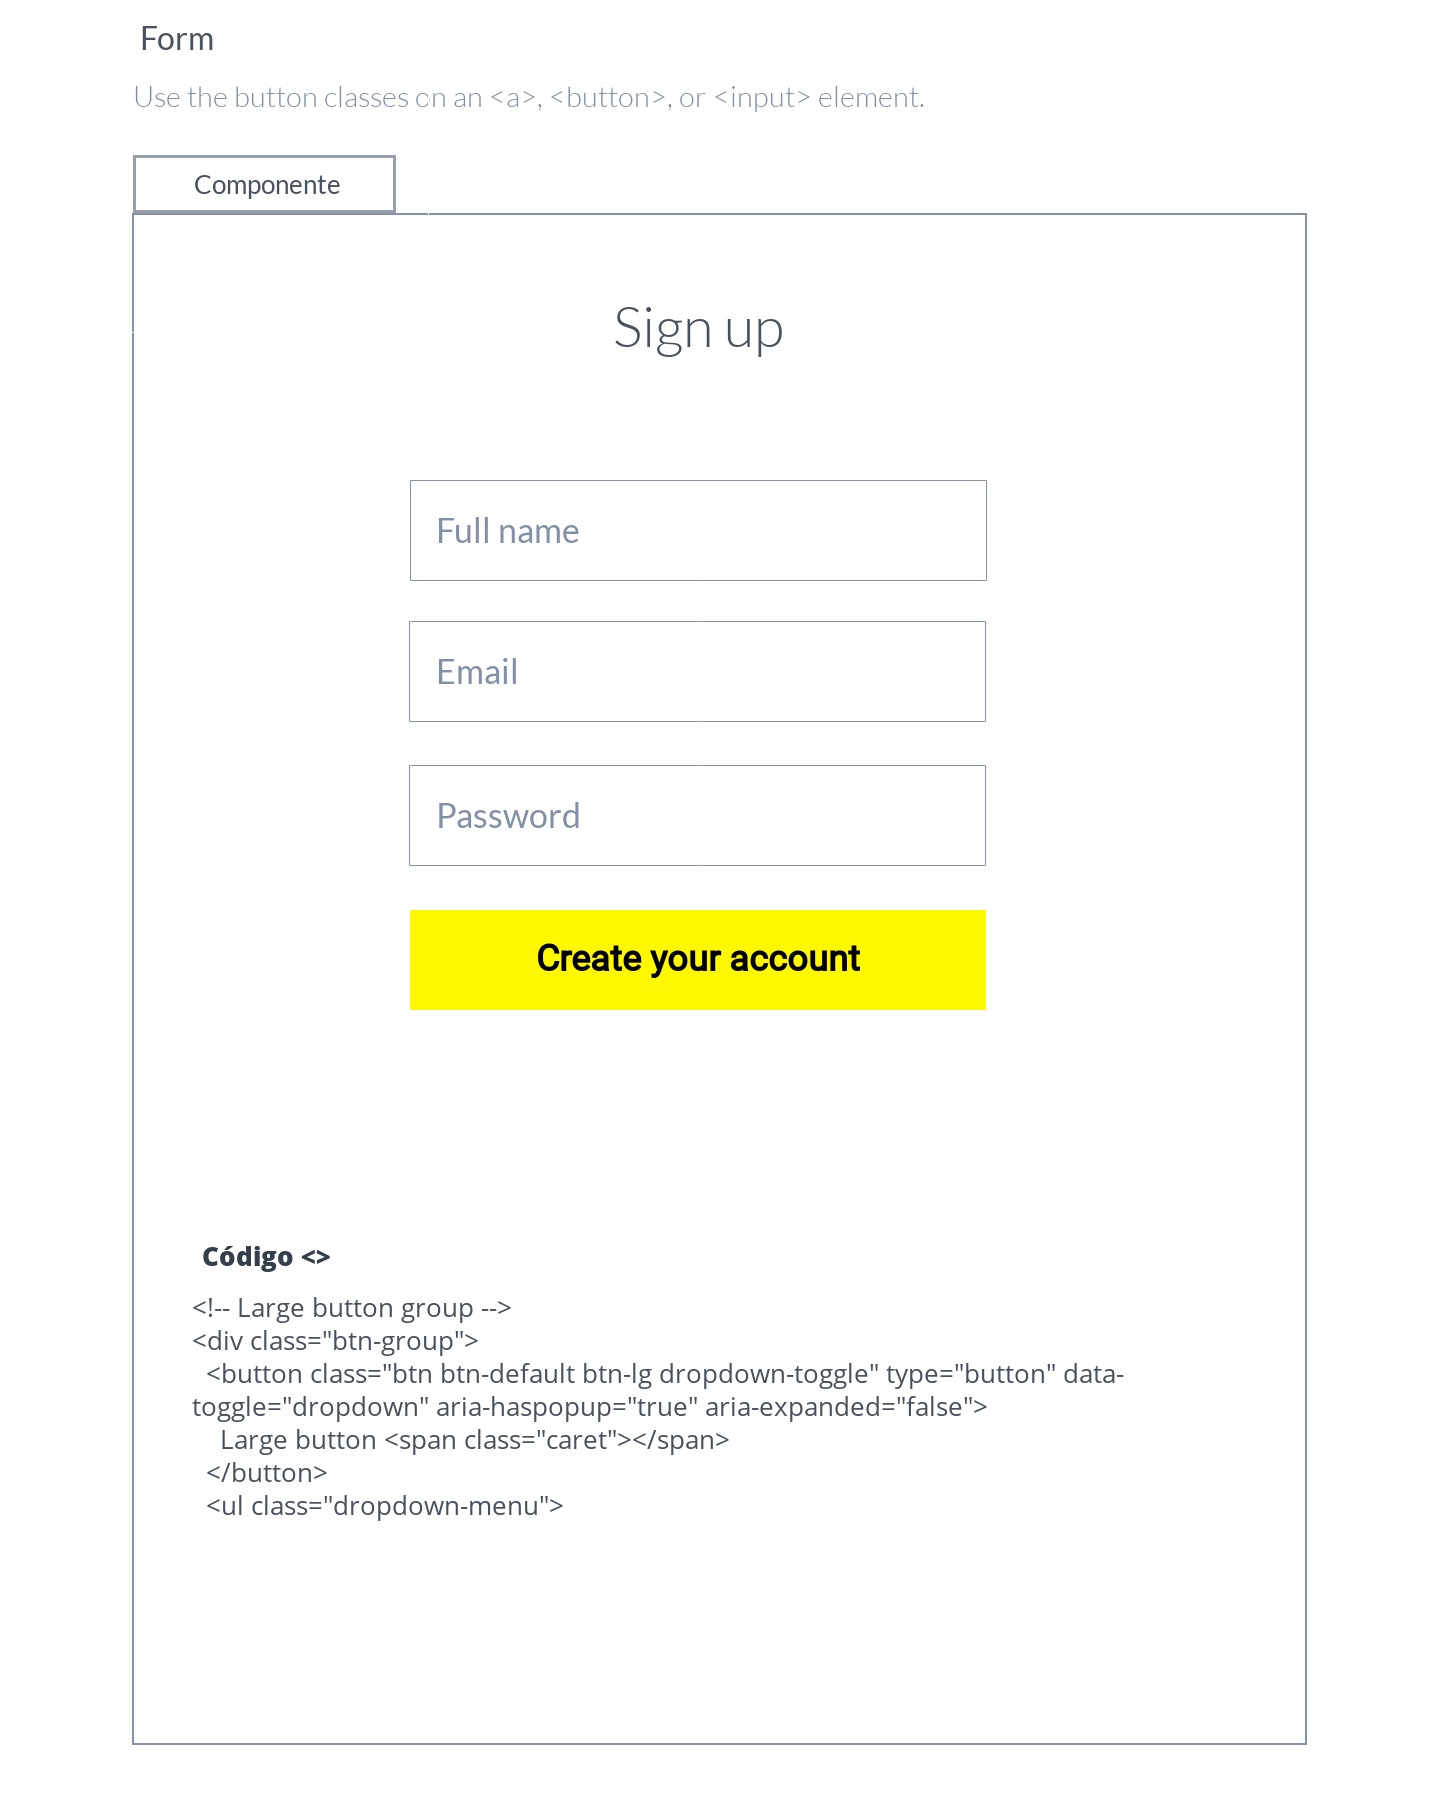 Form
Use the button classes on an <a>, <button>, or <input> element.
Componente
Sign up
Full name
Email
Password
Create your account
Código <>
<!-- Large button group -->
<div class="btn-group">
<button class="btn btn-default btn-lg dropdown-toggle" type="button" data-
toggle="dropdown" aria-haspopup="true" aria-expanded="false">
Large button <span class="caret"></span>
</button>
<ul class="dropdown-menu">